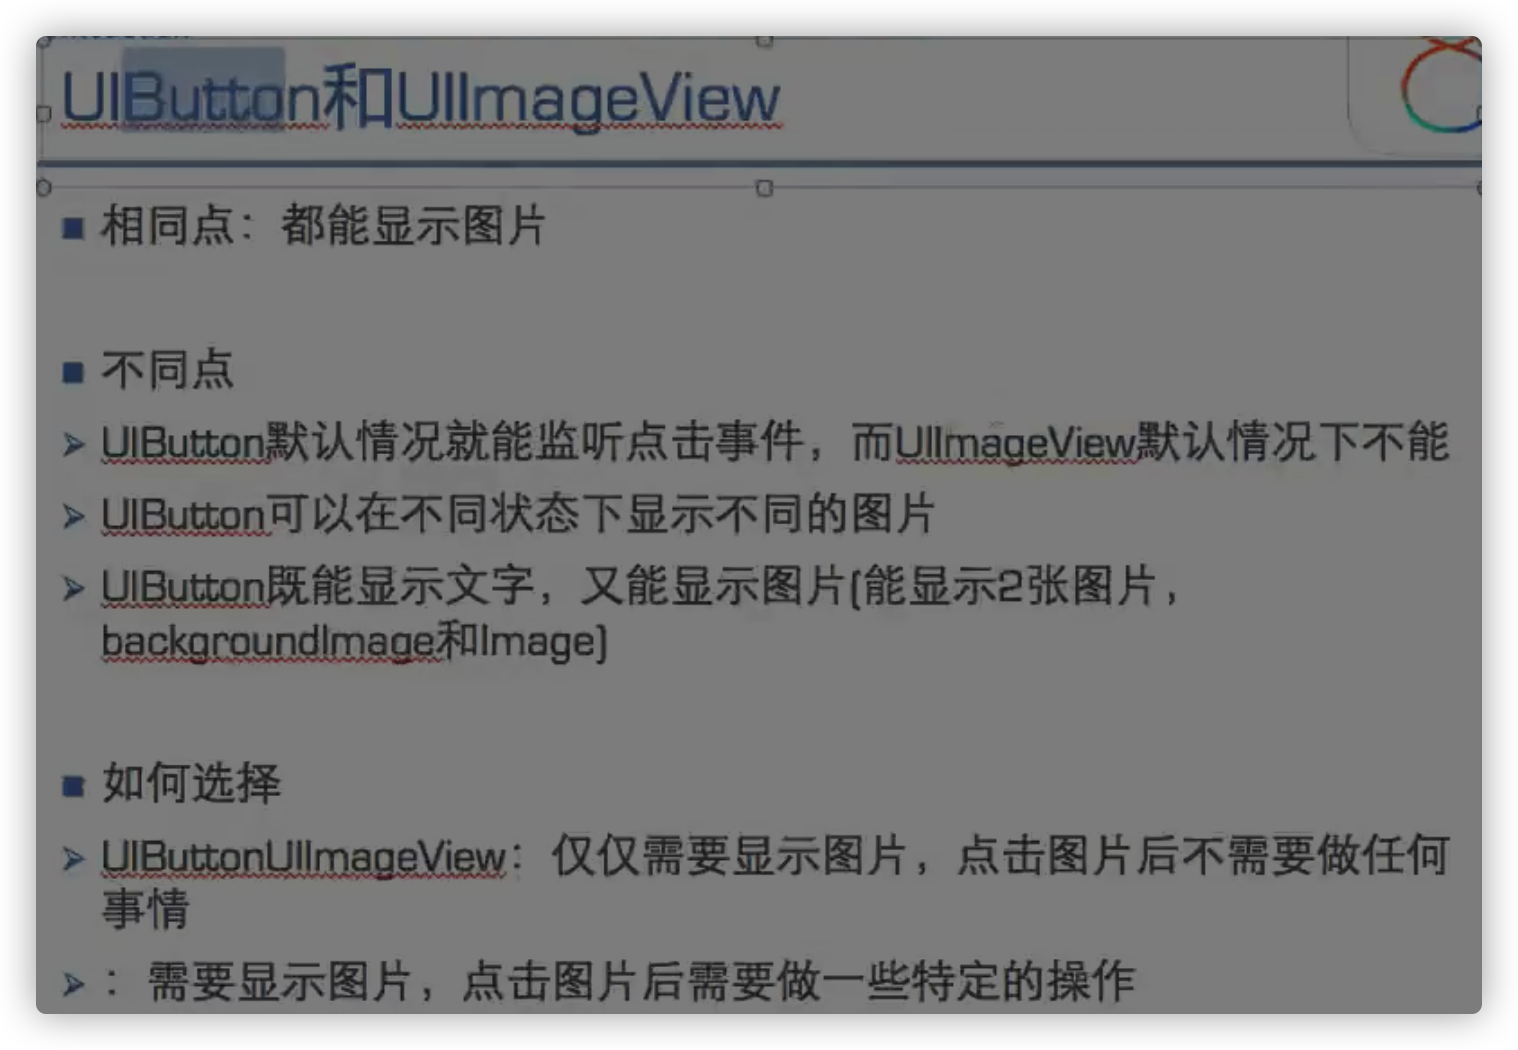 UIButton和UIImageView
相同点：都能显示图片
不同点
UIButton默认情况就能监听点击事件，而UIImageView默认情况下不能
UIButton可以在不同状态下显示不同的图片
UIButton既能显示文字，又能显示图片(能显示2张图片，
backgroundImage和Image)
如何选择
UIButtonUIImageView：仅仅需要显示图片，点击图片后不需要做任何
事情
：需要显示图片，点击图片后需要做一些特定的操作